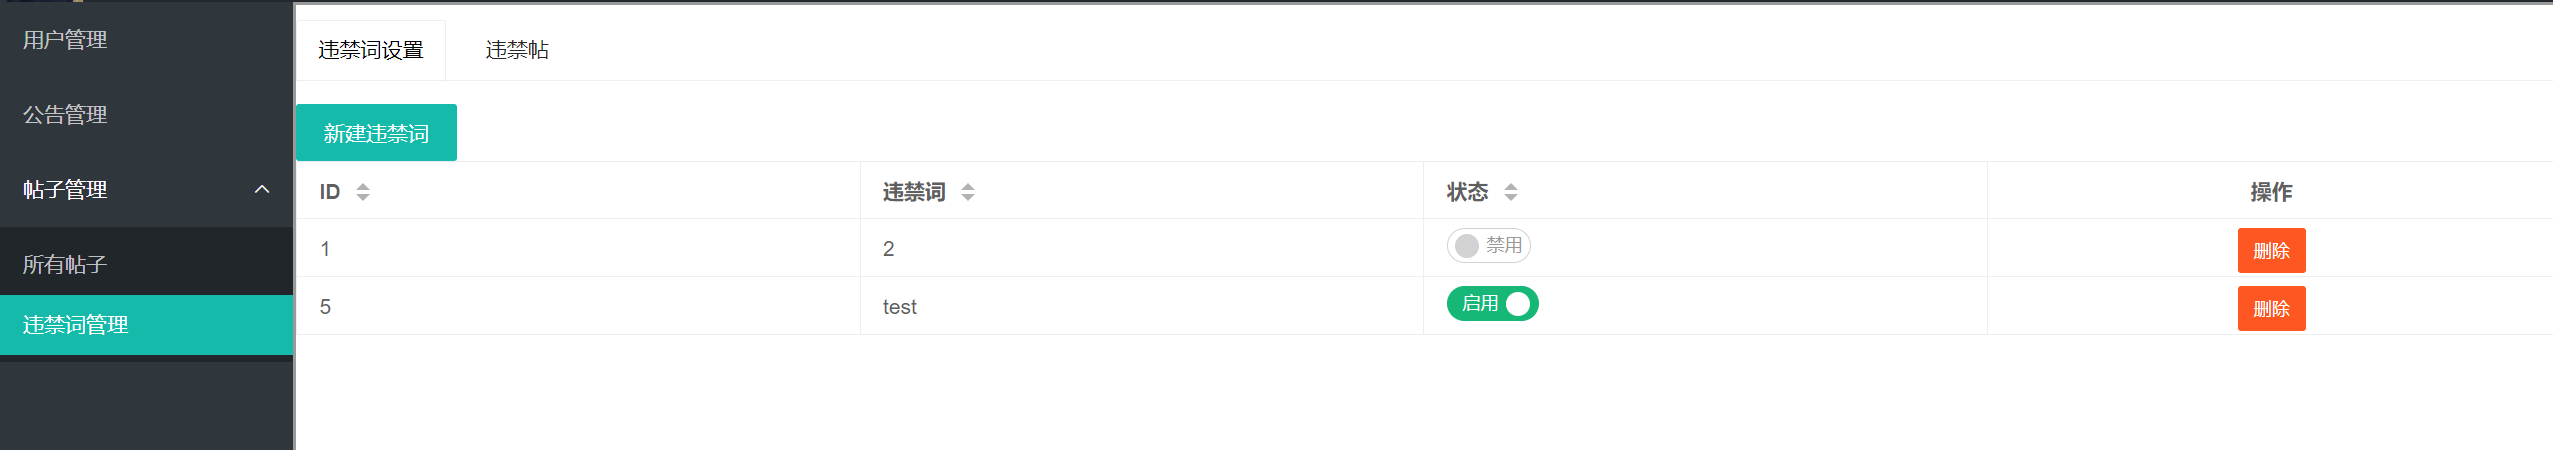 用户管理
公告管理
帖子管理
所有帖子
违禁词管理
违禁词设置 违禁帖
新建违禁词
ID 违禁词 状态 操作
1 2 禁用 删除
5 test 启用 删除